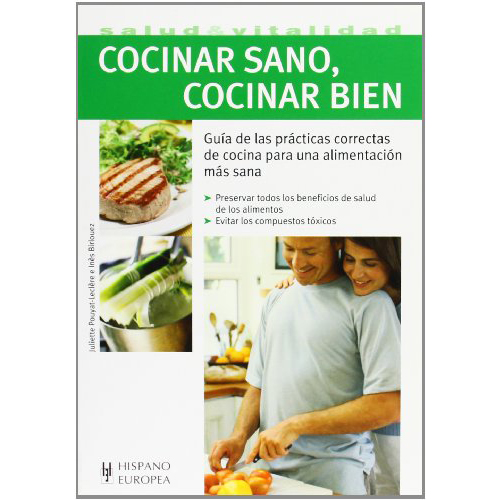 salud&vitalidad
COCINAR SANO,
COCINAR BIEN
Guía de las prácticas correctas
de cocina para una alimentación
más sana
Preservar todos los beneficios de salud
de los alimentos
Evitar los compuestos tóxicos
Juliette Pouyat-Leclère e Inès Birlouez
HISPANO
EUROPEA